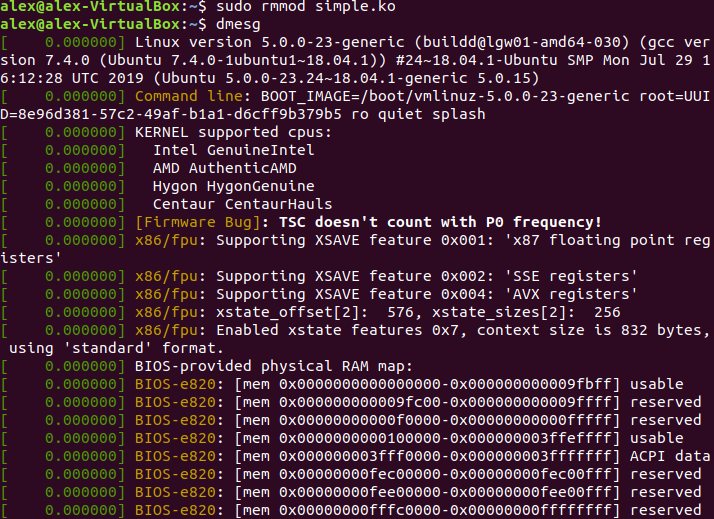 alex@alex-VirtualBox:~$ sudo rmmod simple.ko
alex@alex-VirtualBox:~$ dmesg
[    0.000000] Linux version 5.0.0-23-generic (buildd@lgw01-amd64-030) (gcc ver
sion 7.4.0 (Ubuntu 7.4.0-1ubuntu1~18.04.1)) #24~18.04.1-Ubuntu SMP Mon Jul 29 1
6:12:28 UTC 2019 (Ubuntu 5.0.0-23.24~18.04.1-generic 5.0.15)
[    0.000000] Command line: BOOT_IMAGE=/boot/vmlinuz-5.0.0-23-generic root=UUI
D=8e96d381-57c2-49af-b1a1-d6cff9b379b5 ro quiet splash
[    0.000000] KERNEL supported cpus:
[    0.000000]   Intel GenuineIntel
[    0.000000]   AMD AuthenticAMD
[    0.000000]   Hygon HygonGenuine
[    0.000000]   Centaur CentaurHauls
[    0.000000] [Firmware Bug]: TSC doesn't count with P0 frequency!
[    0.000000] x86/fpu: Supporting XSAVE feature 0x001: 'x87 floating point reg
isters'
[    0.000000] x86/fpu: Supporting XSAVE feature 0x002: 'SSE registers'
[    0.000000] x86/fpu: Supporting XSAVE feature 0x004: 'AVX registers'
[    0.000000] x86/fpu: xstate_offset[2]:  576, xstate_sizes[2]:  256
[    0.000000] x86/fpu: Enabled xstate features 0x7, context size is 832 bytes,
 using 'standard' format.
[    0.000000] BIOS-provided physical RAM map:
[    0.000000] BIOS-e820: [mem 0x0000000000000000-0x000000000009fbff] usable
[    0.000000] BIOS-e820: [mem 0x000000000009fc00-0x000000000009ffff] reserved
[    0.000000] BIOS-e820: [mem 0x00000000000f0000-0x00000000000fffff] reserved
[    0.000000] BIOS-e820: [mem 0x0000000000100000-0x000000003ffeffff] usable
[    0.000000] BIOS-e820: [mem 0x000000003fff0000-0x000000003fffffff] ACPI data
[    0.000000] BIOS-e820: [mem 0x00000000fec00000-0x00000000fec00fff] reserved
[    0.000000] BIOS-e820: [mem 0x00000000fee00000-0x00000000fee00fff] reserved
[    0.000000] BIOS-e820: [mem 0x00000000fffc0000-0x00000000ffffffff] reserved